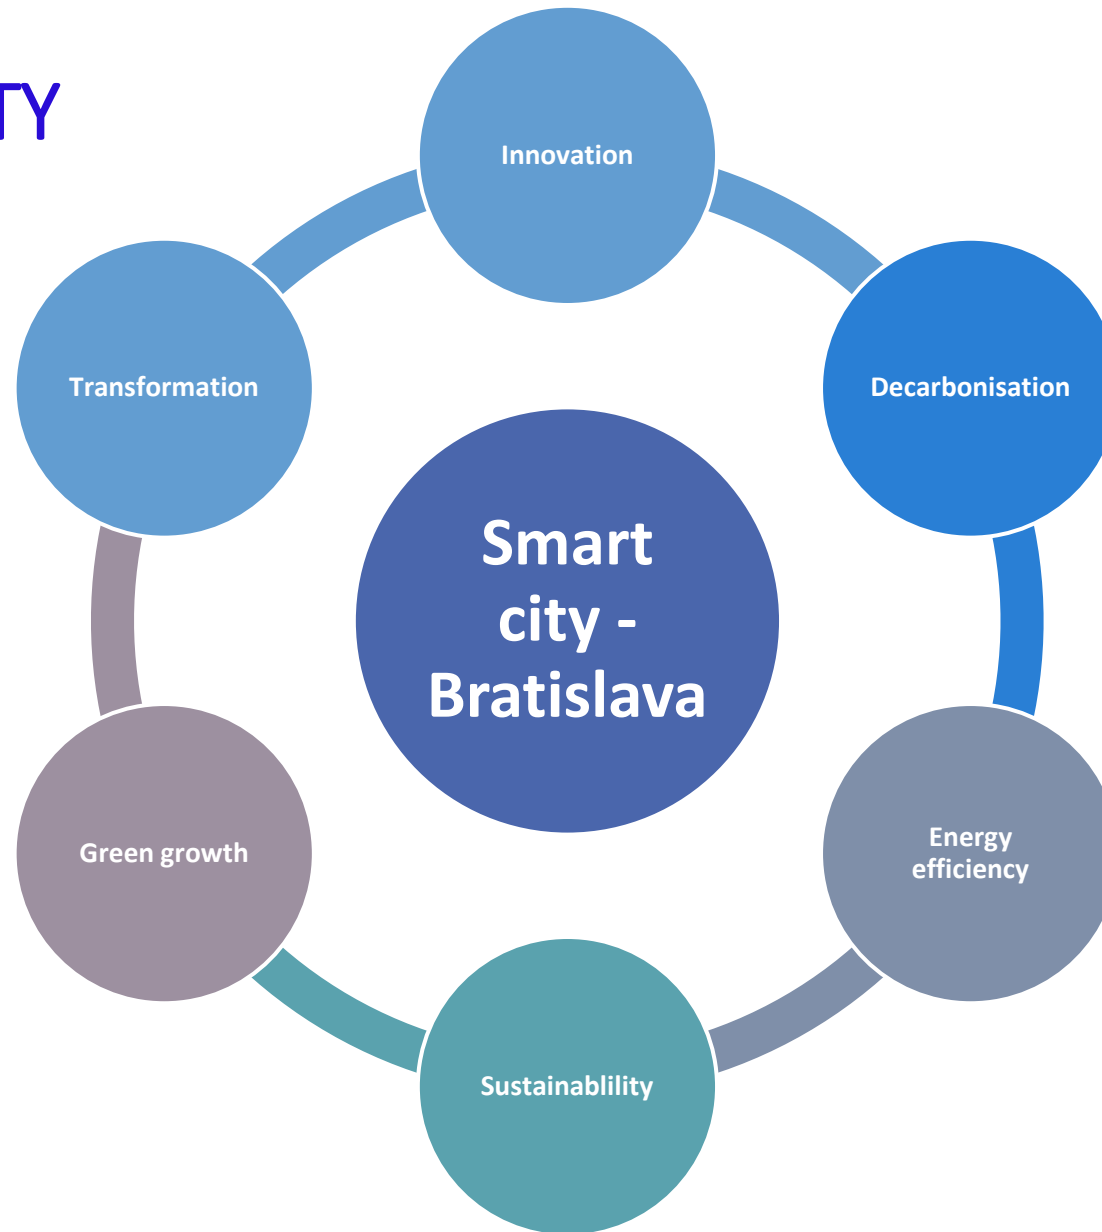 TY
Innovation
Transformation
Decarbonisation
Smart
city -
Bratislava
Green growth
Energy
efficiency
Sustainablility